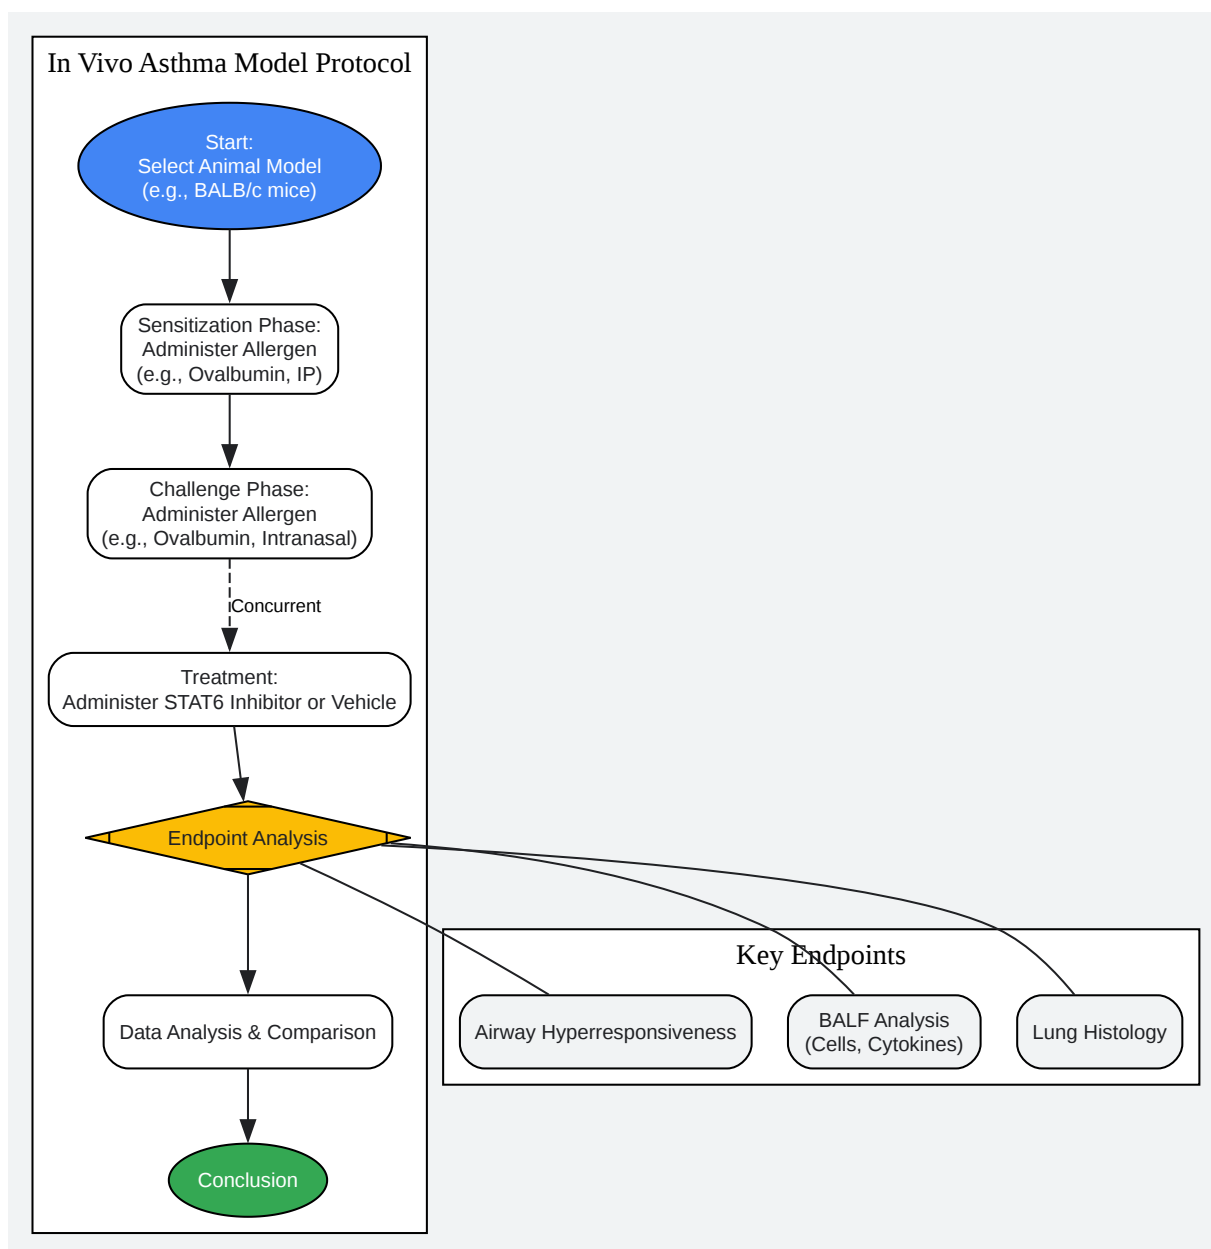 In Vivo Asthma Model Protocol
Start:
Select Animal Model
(e.g., BALB/c mice)
Sensitization Phase:
Administer Allergen
(e.g., Ovalbumin, IP)
Challenge Phase:
Administer Allergen
(e.g., Ovalbumin, Intranasal)
Concurrent
Treatment:
Administer STAT6 Inhibitor or Vehicle
Endpoint Analysis
Key Endpoints
Airway Hyperresponsiveness
BALF Analysis
(Cells, Cytokines)
Lung Histology
Data Analysis & Comparison
Conclusion